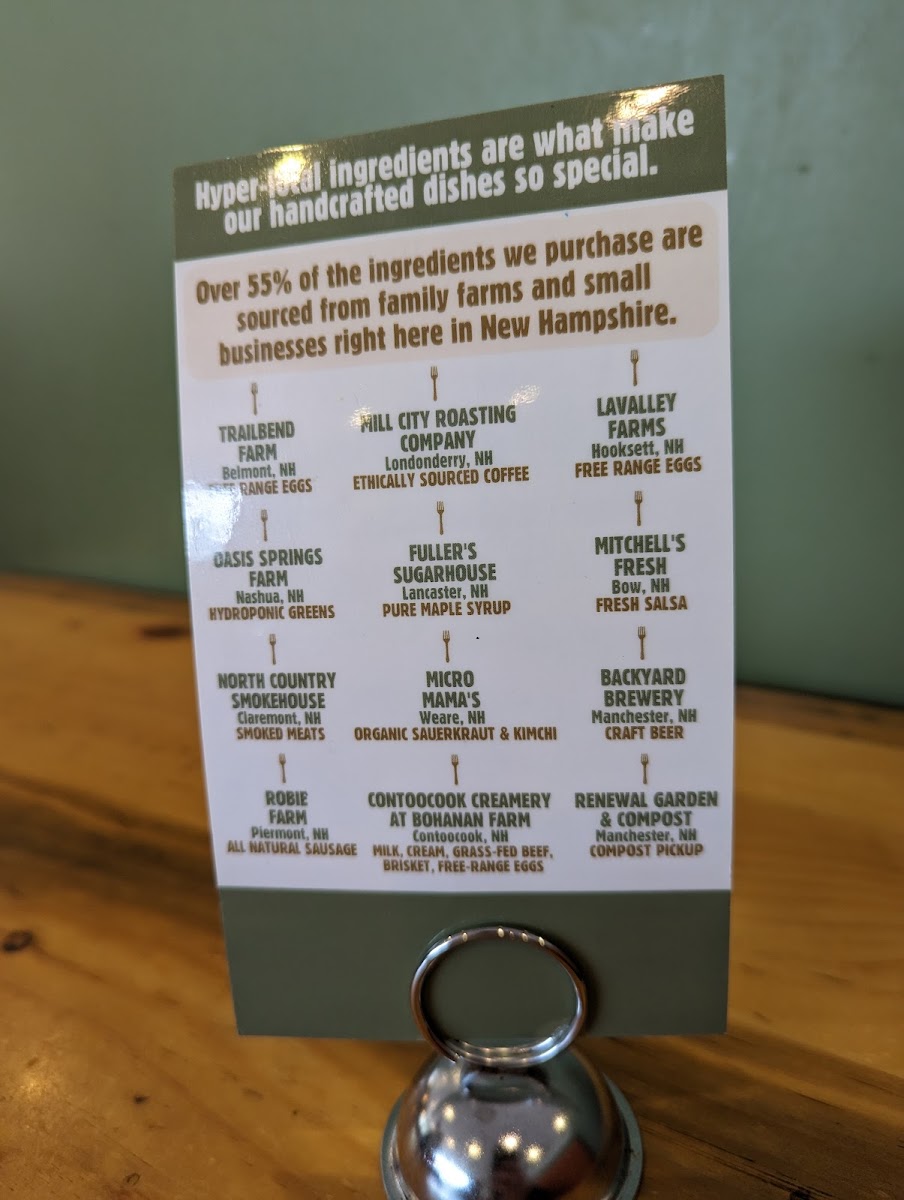 Hyper-local ingredients are what make
our handcrafted dishes so special.
Over 55% of the ingredients we purchase are
sourced from family farms and small
businesses right here in New Hampshire.
TRAILBEND
FARM
Belmont, NH
FREE RANGE EGGS
MILL CITY ROASTING
COMPANY
Londonderry, NH
ETHICALLY SOURCED COFFEE
LAVALLEY
FARMS
Hooksett, NH
FREE RANGE EGGS
OASIS SPRINGS
FARM
Nashua, NH
HYDROPONIC GREENS
FULLER'S
SUGARHOUSE
Lancaster, NH
PURE MAPLE SYRUP
MITCHELL'S
FRESH
Bow, NH
FRESH SALSA
NORTH COUNTRY
SMOKEHOUSE
Claremont, NH
SMOKED MEATS
MICRO
MAMA'S
Weare, NH
ORGANIC SAUERKRAUT & KIMCHI
BACKYARD
BREWERY
Manchester, NH
CRAFT BEER
ROBIE
FARM
Piermont, NH
ALL NATURAL SAUSAGE
CONTOOCOOK CREAMERY
AT BOHANAN FARM
Contoocook, NH
MILK, CREAM, GRASS-FED BEEF,
BRISKET, FREE-RANGE EGGS
RENEWAL GARDEN
& COMPOST
Manchester, NH
COMPOST PICKUP